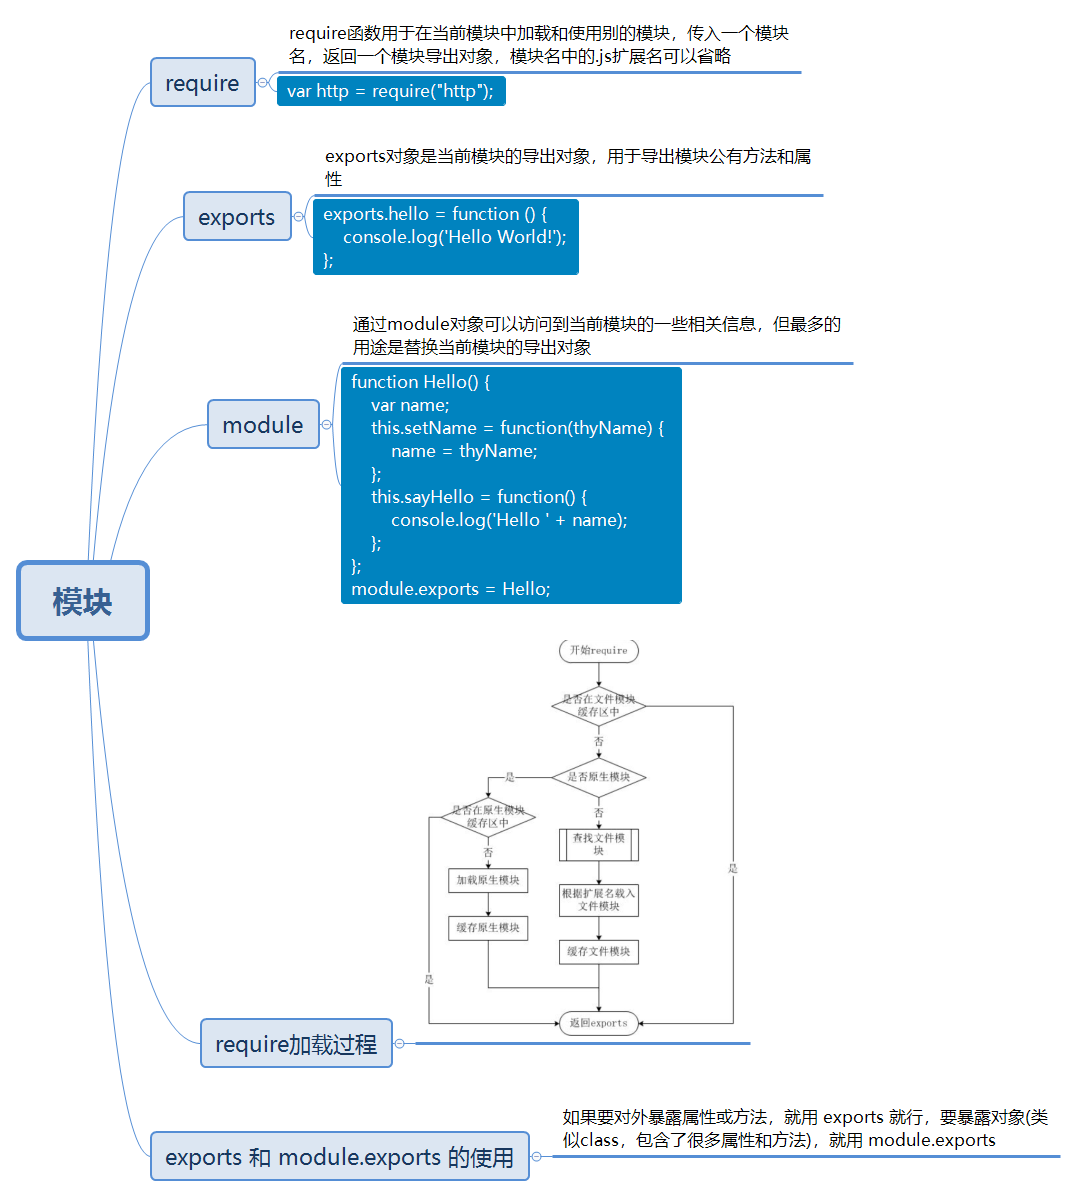 require
require函数用于在当前模块中加载和使用别的模块，传入一个模块
名，返回一个模块导出对象，模块名中的.js扩展名可以省略
var http = require("http");
exports
exports对象是当前模块的导出对象，用于导出模块公有方法和属
性
exports.hello = function () {
    console.log('Hello World!');
};
module
通过module对象可以访问到当前模块的一些相关信息，但最多的
用途是替换当前模块的导出对象
function Hello() {
    var name;
    this.setName = function(thyName) {
        name = thyName;
    };
    this.sayHello = function() {
        console.log('Hello ' + name);
    };
};
module.exports = Hello;
模块
开始require
是否在文件模块
缓存区中
否
是
是否原生模块
是
否
是否在原生模块
缓存区中
否
是
查找文件模
块
加载原生模块
根据扩展名载入
文件模块
缓存原生模块
缓存文件模块
返回exports
require加载过程
exports 和 module.exports 的使用
如果要对外暴露属性或方法，就用 exports 就行，要暴露对象(类
似class，包含了很多属性和方法)，就用 module.exports